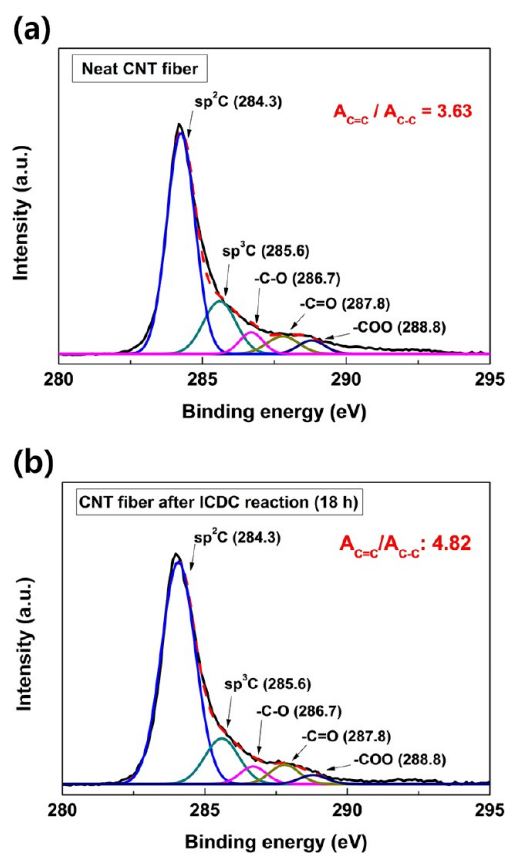 (a)
Neat CNT fiber
sp²C (284.3)
A_C=C / A_C-C = 3.63
sp³C (285.6)
-C-O (286.7)
-C=O (287.8)
-COO (288.8)
Intensity (a.u.)
280 285 290 295
Binding energy (eV)
(b)
CNT fiber after ICDC reaction (18 h)
sp²C (284.3)
A_C=C/A_C-C: 4.82
sp³C (285.6)
-C-O (286.7)
-C=O (287.8)
-COO (288.8)
Intensity (a.u.)
280 285 290 295
Binding energy (eV)